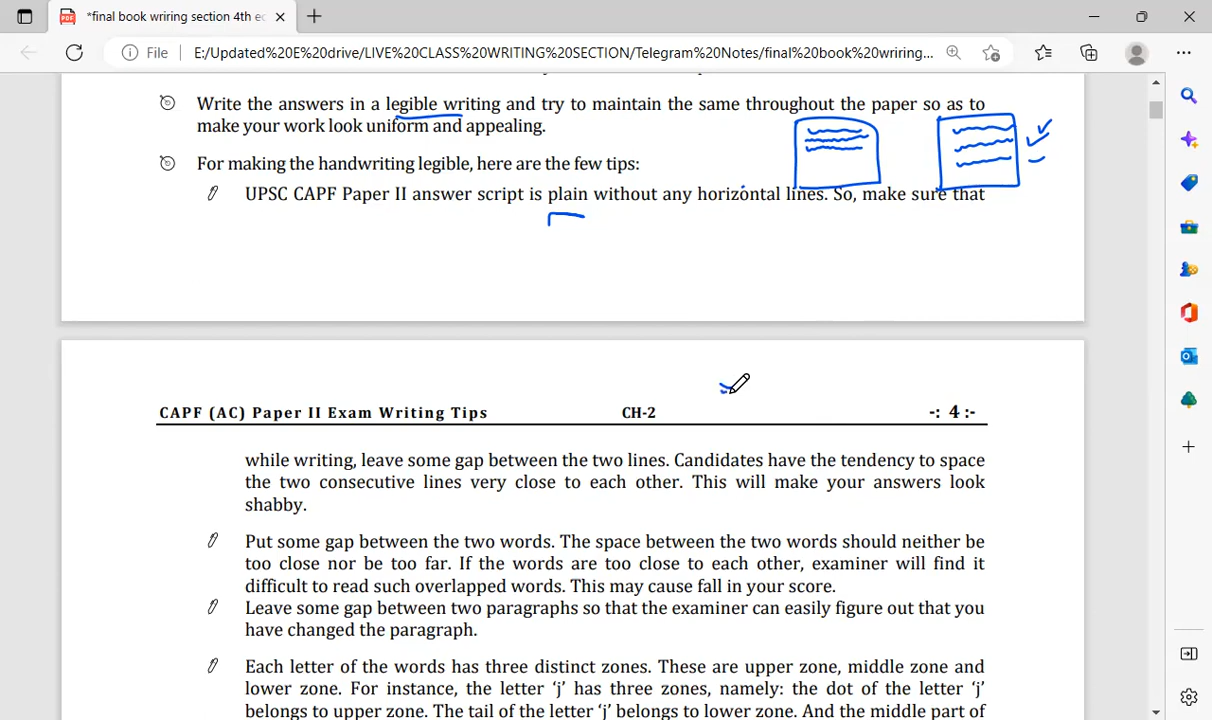 *final book wriring section 4th ec
File
E:/Updated%20E%20drive/LIVE%20CLASS%20WRITING%20SECTION/Telegram%20Notes/final%20book%20wriring...
Write the answers in a legible writing and try to maintain the same throughout the paper so as to
make your work look uniform and appealing.
For making the handwriting legible, here are the few tips:
UPSC CAPF Paper II answer script is plain without any horizontal lines. So, make sure that
CAPF (AC) Paper II Exam Writing Tips CH-2 -: 4 :-
while writing, leave some gap between the two lines. Candidates have the tendency to space
the two consecutive lines very close to each other. This will make your answers look
shabby.
Put some gap between the two words. The space between the two words should neither be
too close nor be too far. If the words are too close to each other, examiner will find it
difficult to read such overlapped words. This may cause fall in your score.
Leave some gap between two paragraphs so that the examiner can easily figure out that you
have changed the paragraph.
Each letter of the words has three distinct zones. These are upper zone, middle zone and
lower zone. For instance, the letter ‘j’ has three zones, namely: the dot of the letter ‘j’
belongs to upper zone. The tail of the letter ‘j’ belongs to lower zone. And the middle part of